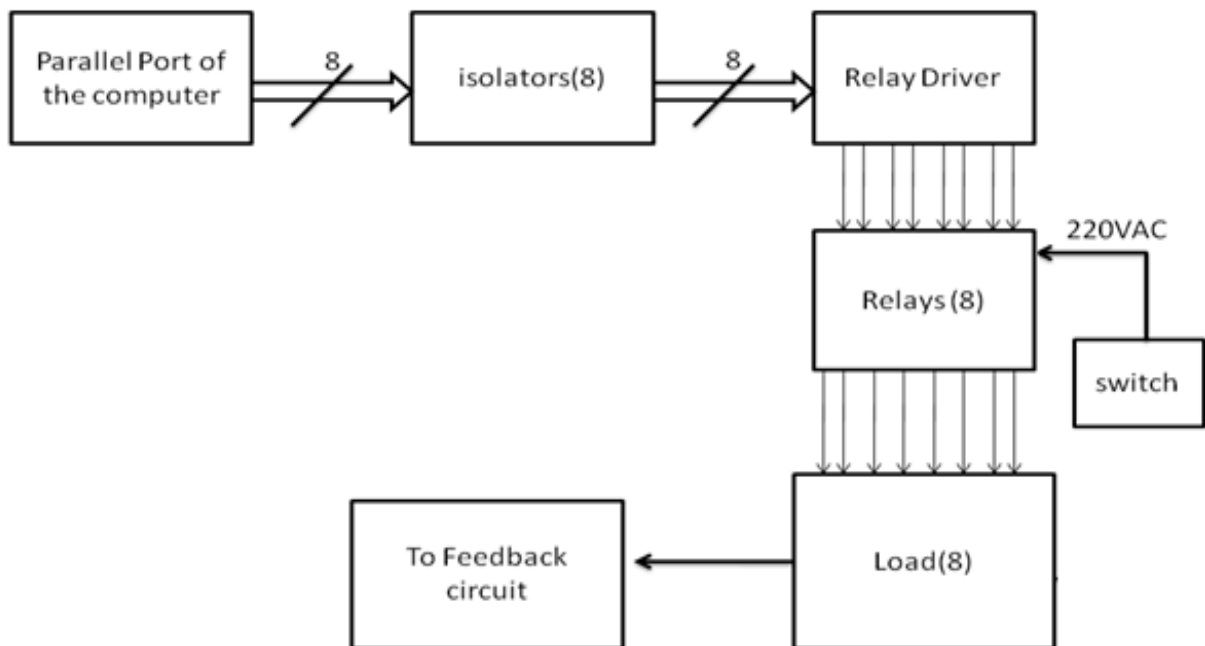 Parallel Port of
the computer
8
isolators(8)
8
Relay Driver
220VAC
Relays (8)
switch
To Feedback
circuit
Load(8)